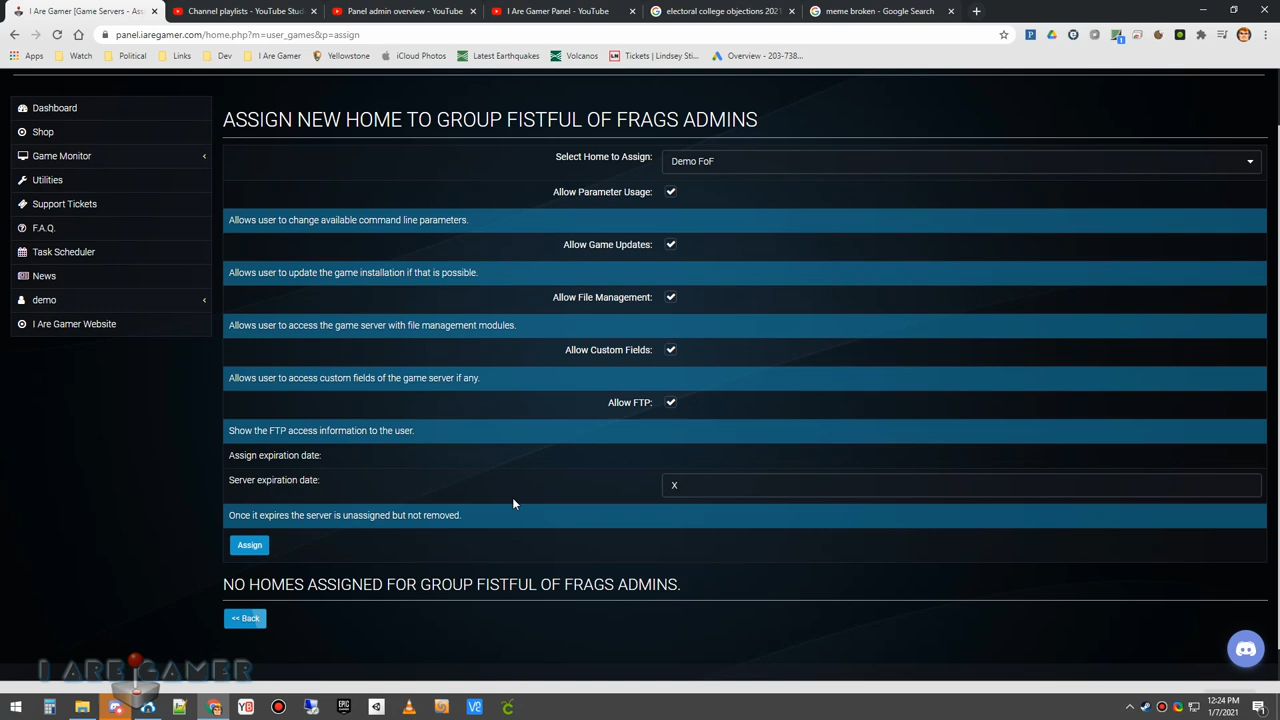 I Are Gamer [Game Servers - Assi
Channel playlists - YouTube Stud
Panel admin overview - YouTube
I Are Gamer Panel - YouTube
electoral college objections 2021
meme broken - Google Search
panel.iaregamer.com/home.php?m=user_games&p=assign
Apps
Watch
Political
Links
Dev
I Are Gamer
Yellowstone
iCloud Photos
Latest Earthquakes
Volcanos
Tickets | Lindsey Sti...
Overview - 203-738...
Dashboard
Shop
Game Monitor
Utilities
Support Tickets
F.A.Q.
Task Scheduler
News
demo
I Are Gamer Website
ASSIGN NEW HOME TO GROUP FISTFUL OF FRAGS ADMINS
Select Home to Assign:
Demo FoF
Allow Parameter Usage:
Allows user to change available command line parameters.
Allow Game Updates:
Allows user to update the game installation if that is possible.
Allow File Management:
Allows user to access the game server with file management modules.
Allow Custom Fields:
Allows user to access custom fields of the game server if any.
Allow FTP:
Show the FTP access information to the user.
Assign expiration date:
Server expiration date:
X
Once it expires the server is unassigned but not removed.
Assign
NO HOMES ASSIGNED FOR GROUP FISTFUL OF FRAGS ADMINS.
<< Back
I ARE GAMER
12:24 PM
1/7/2021